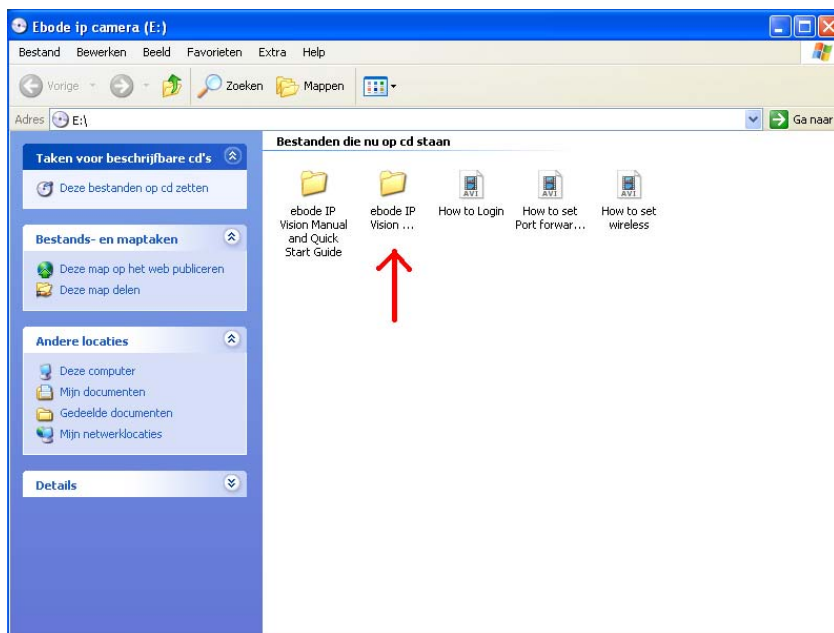 Ebode ip camera (E:)
Bestand Bewerken Beeld Favorieten Extra Help
Vorige Zoeken Mappen
Adres E:\ Ga naar
Taken voor beschrijfbare cd's
Deze bestanden op cd zetten
Bestands- en maptaken
Deze map op het web publiceren
Deze map delen
Andere locaties
Deze computer
Mijn documenten
Gedeelde documenten
Mijn netwerklocaties
Details
Bestanden die nu op cd staan
ebode IP
Vision Manual
and Quick
Start Guide
ebode IP
Vision ...
How to Login
AVI
How to set
Port forwar...
AVI
How to set
wireless
AVI